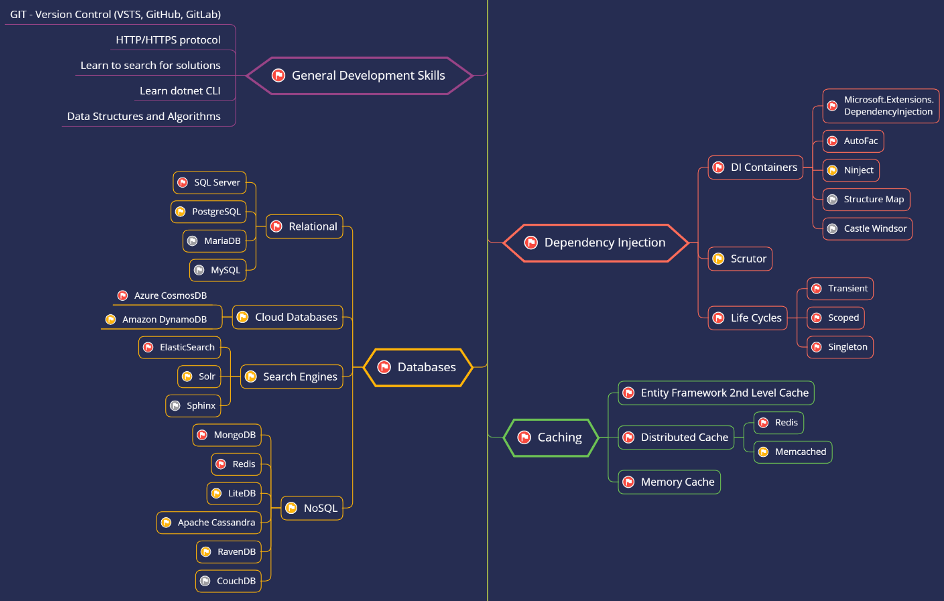 GIT - Version Control (VSTS, GitHub, GitLab)
HTTP/HTTPS protocol
Learn to search for solutions
Learn dotnet CLI
Data Structures and Algorithms
General Development Skills
SQL Server
PostgreSQL
MariaDB
MySQL
Relational
Azure CosmosDB
Amazon DynamoDB
Cloud Databases
ElasticSearch
Solr
Sphinx
Search Engines
MongoDB
Redis
LiteDB
Apache Cassandra
RavenDB
CouchDB
NoSQL
Databases
Dependency Injection
DI Containers
Microsoft.Extensions.
DependencyInjection
AutoFac
Ninject
Structure Map
Castle Windsor
Scrutor
Life Cycles
Transient
Scoped
Singleton
Caching
Entity Framework 2nd Level Cache
Distributed Cache
Redis
Memcached
Memory Cache